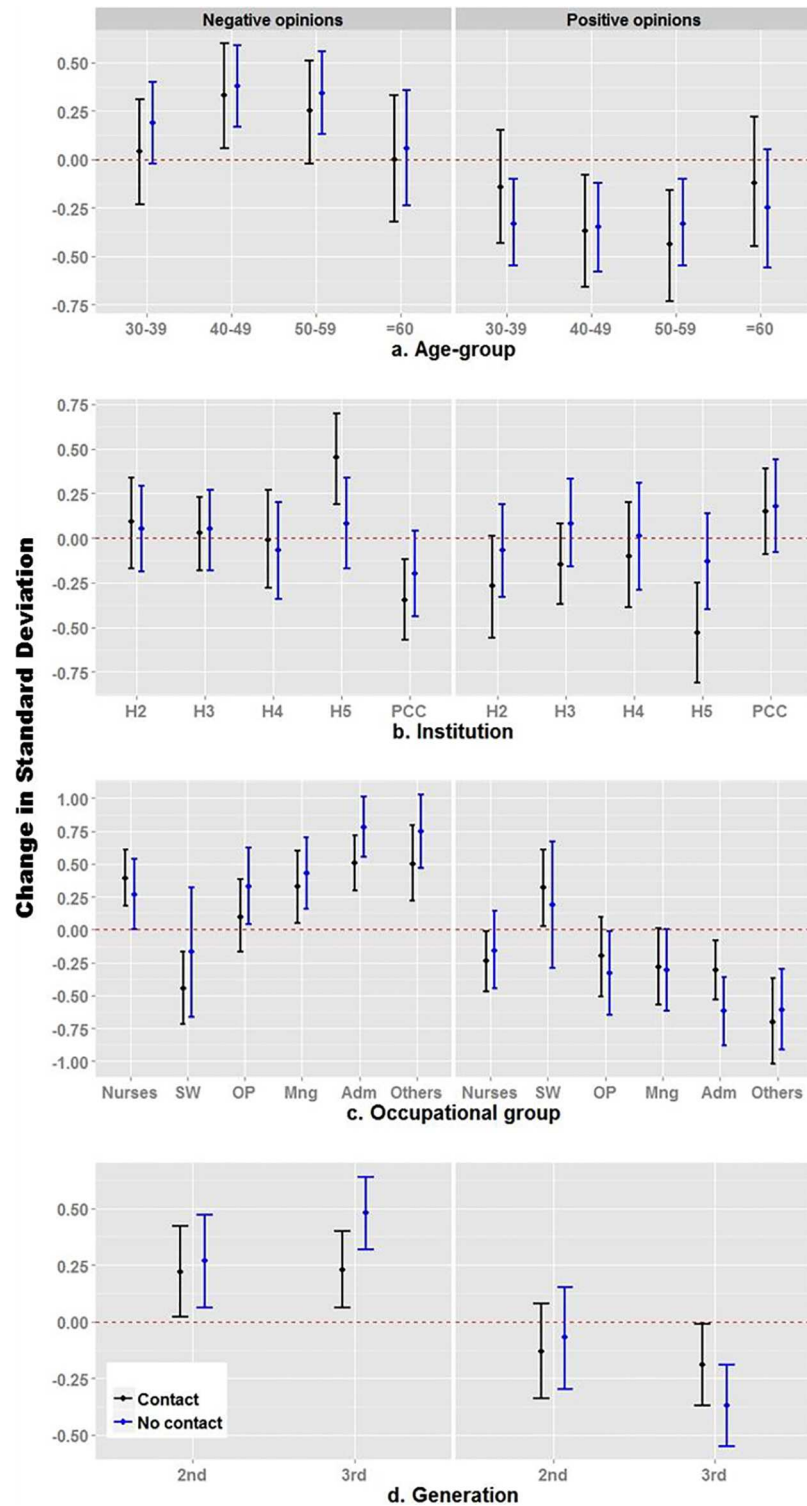 Negative opinions
Positive opinions
0.50
0.25
0.00
-0.25
-0.50
-0.75
30-39 40-49 50-59 =60 30-39 40-49 50-59 =60
a. Age-group
0.75
0.50
0.25
0.00
-0.25
-0.50
-0.75
H2 H3 H4 H5 PCC H2 H3 H4 H5 PCC
b. Institution
Change in Standard Deviation
1.00
0.75
0.50
0.25
0.00
-0.25
-0.50
-0.75
-1.00
Nurses SW OP Mng Adm Others Nurses SW OP Mng Adm Others
c. Occupational group
0.50
0.25
0.00
-0.25
-0.50
Contact
No contact
2nd 3rd 2nd 3rd
d. Generation